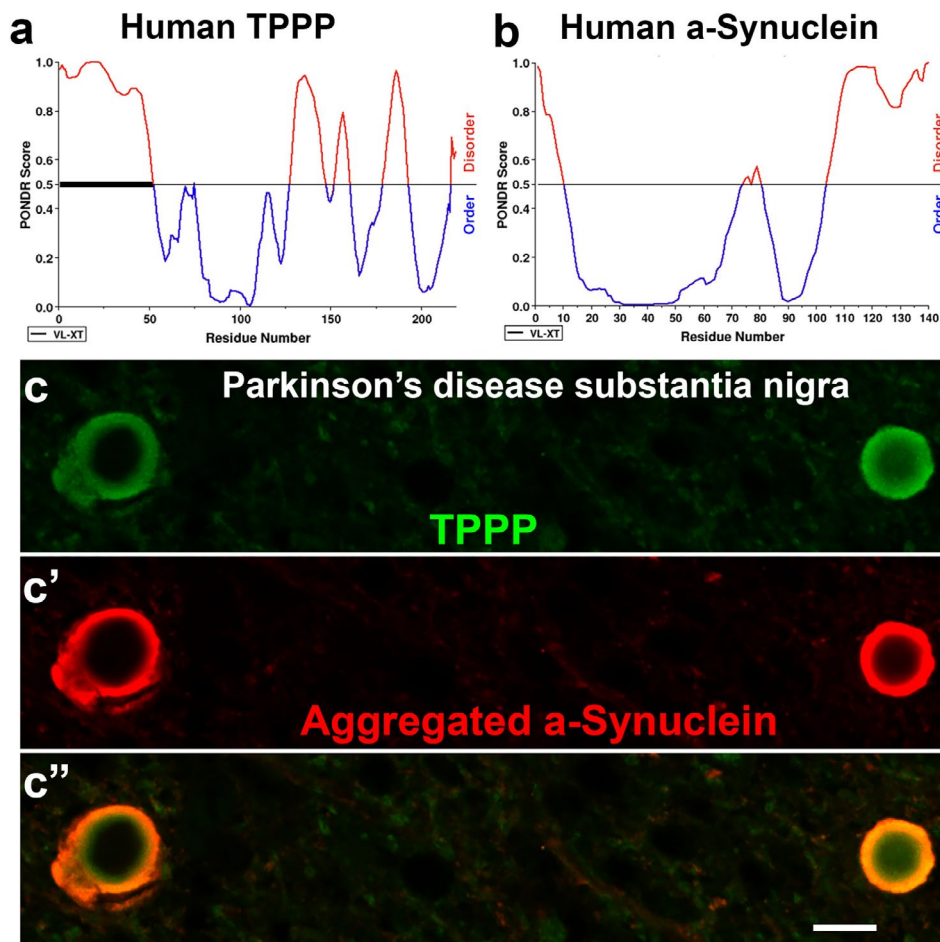 a Human TPPP
b Human a-Synuclein
1.0
0.8
0.6
0.5
0.4
0.2
0.0
PONDR Score
Disorder
Order
0 50 100 150 200
Residue Number
VL-XT
1.0
0.8
0.6
0.5
0.4
0.2
0.0
PONDR Score
Disorder
Order
0 10 20 30 40 50 60 70 80 90 100 110 120 130 140
Residue Number
VL-XT
c Parkinson’s disease substantia nigra
TPPP
c’
Aggregated a-Synuclein
c”